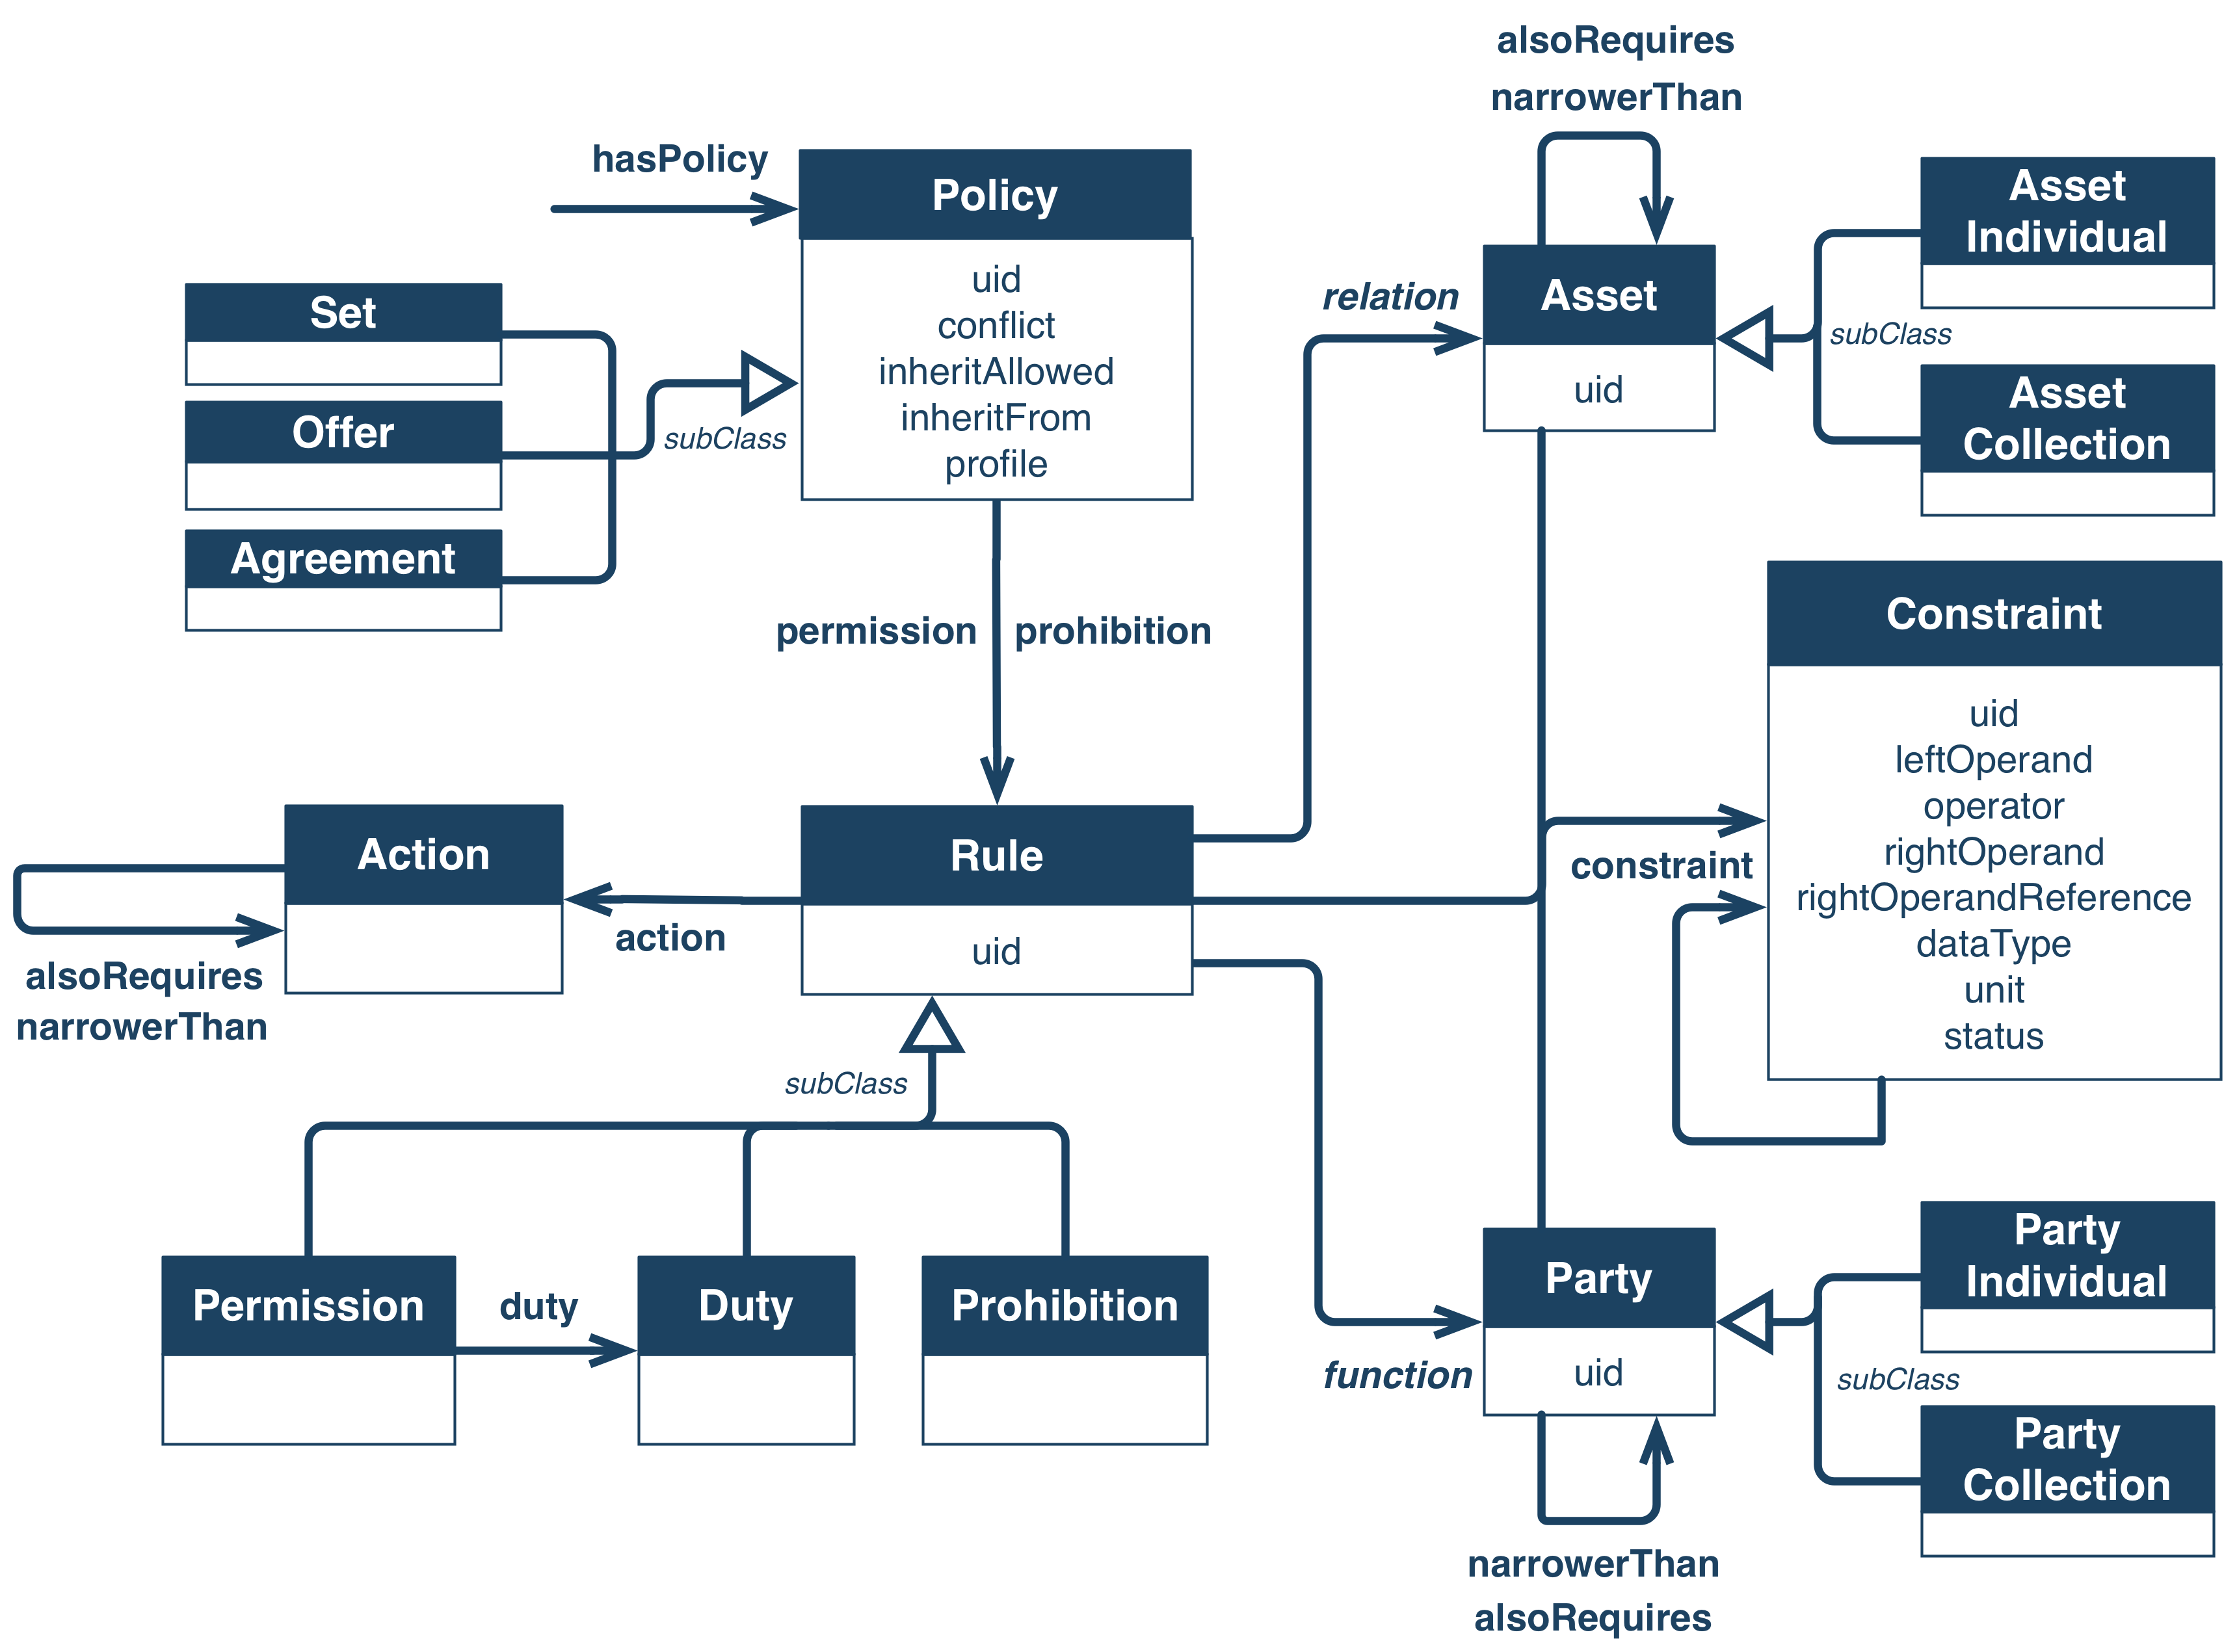 alsoRequires
narrowerThan
hasPolicy
Policy
uid
conflict
inheritAllowed
inheritFrom
profile
Set
Offer
Agreement
subClass
permission
prohibition
relation
Asset
uid
subClass
Asset
Individual
Asset
Collection
Constraint
uid
leftOperand
operator
rightOperand
rightOperandReference
dataType
unit
status
constraint
Action
alsoRequires
narrowerThan
action
Rule
uid
subClass
Permission
duty
Duty
Prohibition
function
Party
uid
subClass
Party
Individual
Party
Collection
narrowerThan
alsoRequires